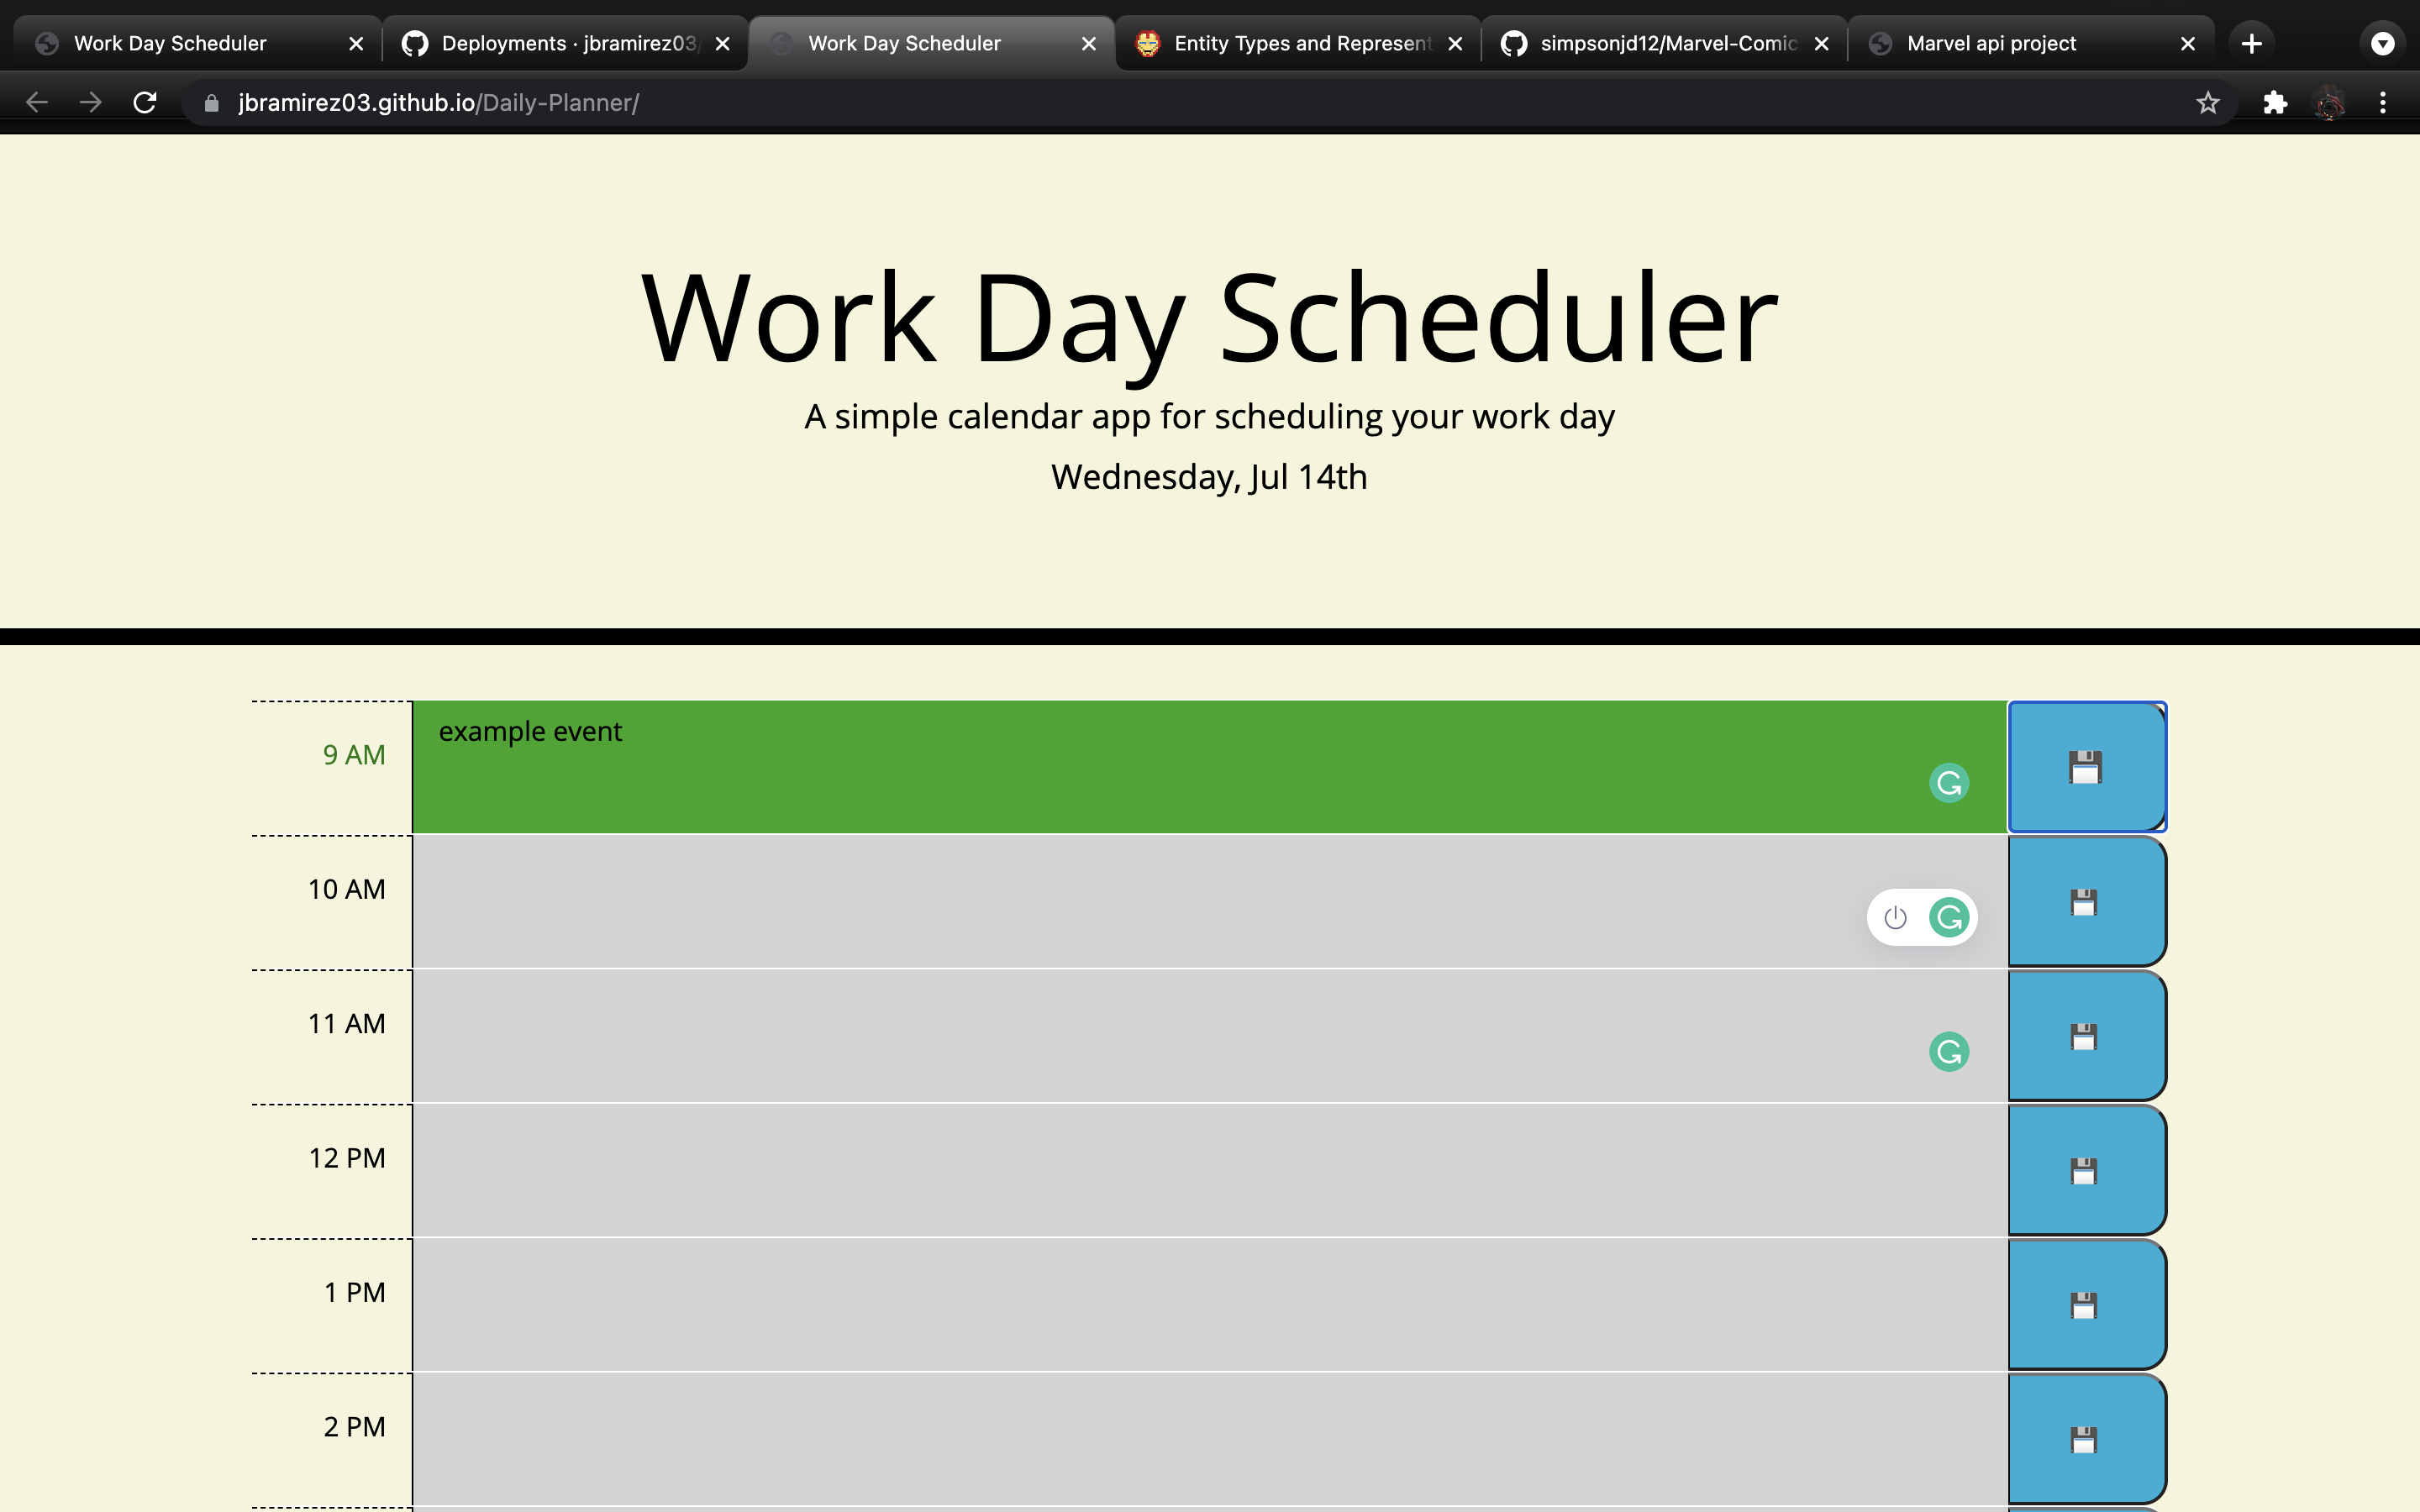 Work Day Scheduler
Deployments · jbramirez03/
Work Day Scheduler
Entity Types and Represent
simpsonjd12/Marvel-Comic
Marvel api project
jbramirez03.github.io/Daily-Planner/
Work Day Scheduler
A simple calendar app for scheduling your work day
Wednesday, Jul 14th
9 AM
example event
10 AM
11 AM
12 PM
1 PM
2 PM